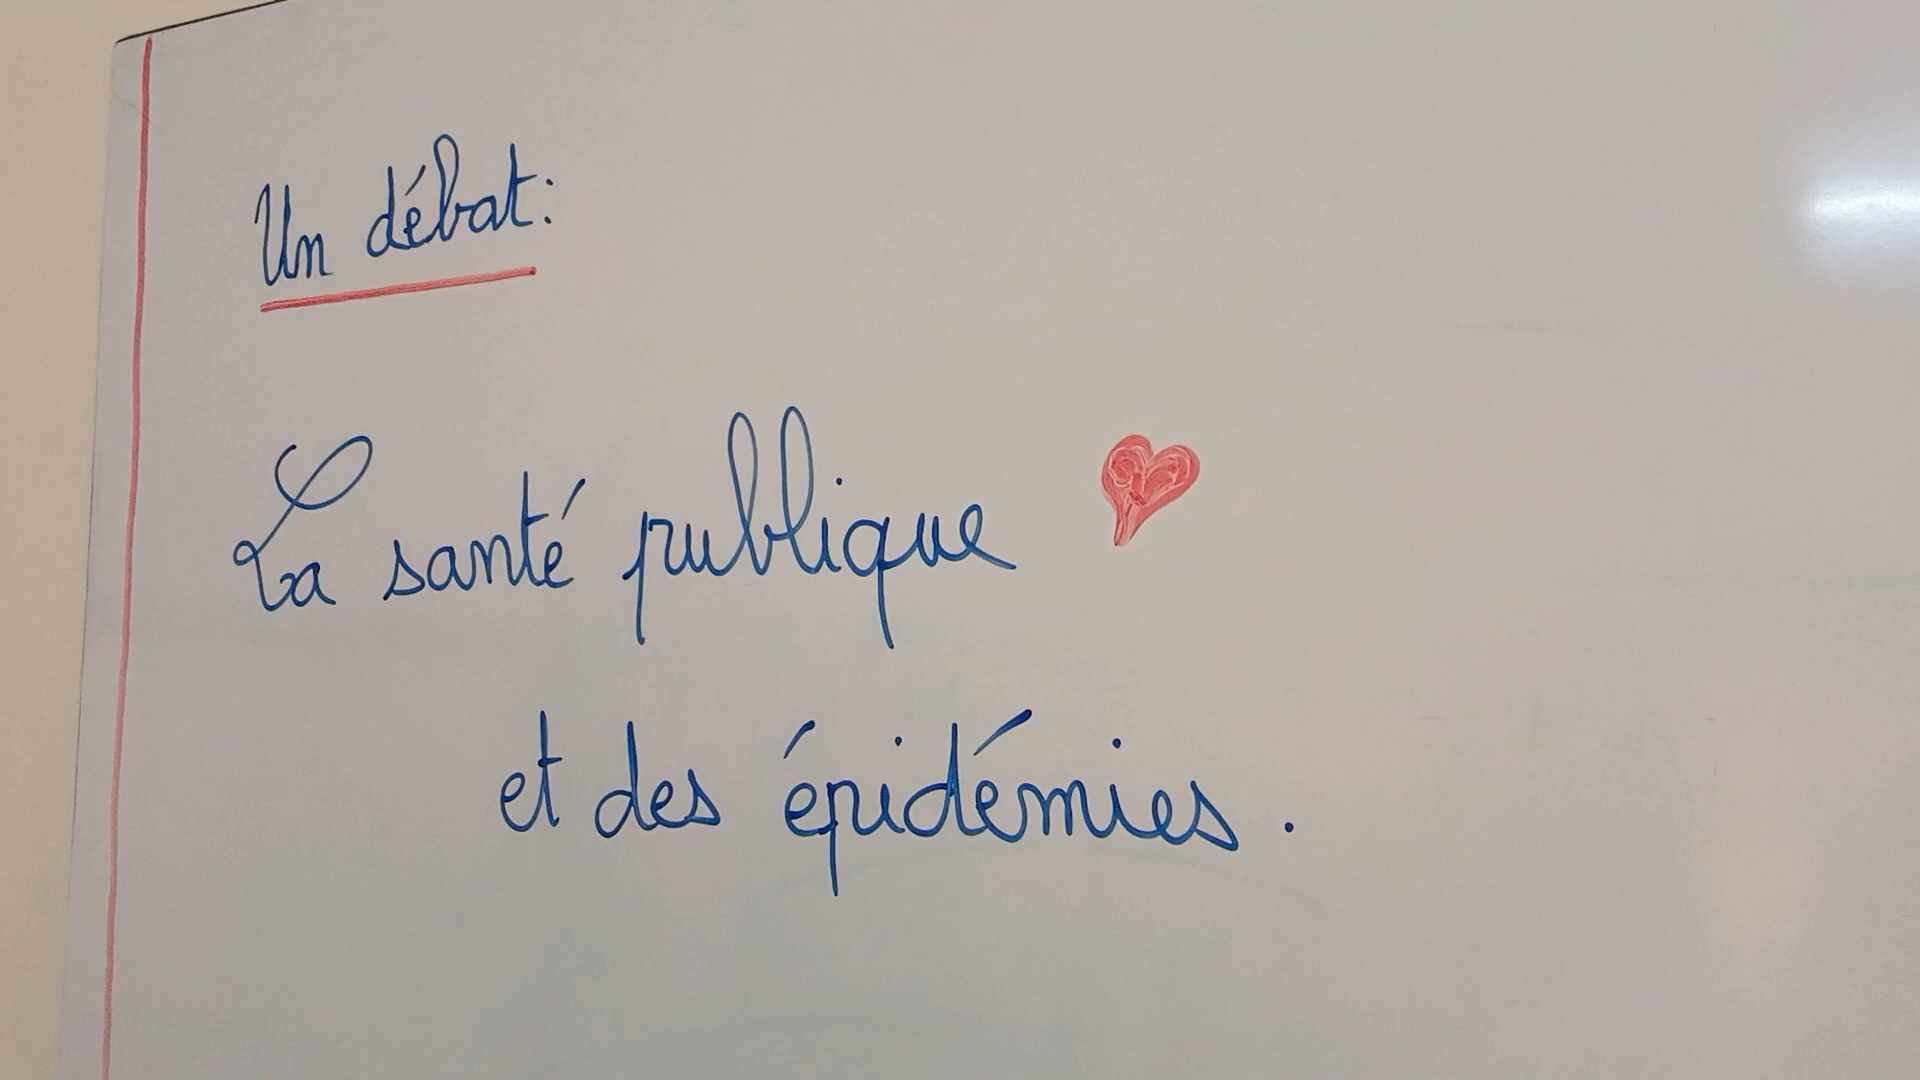 Un débat:
La santé publique
et des épidémies.